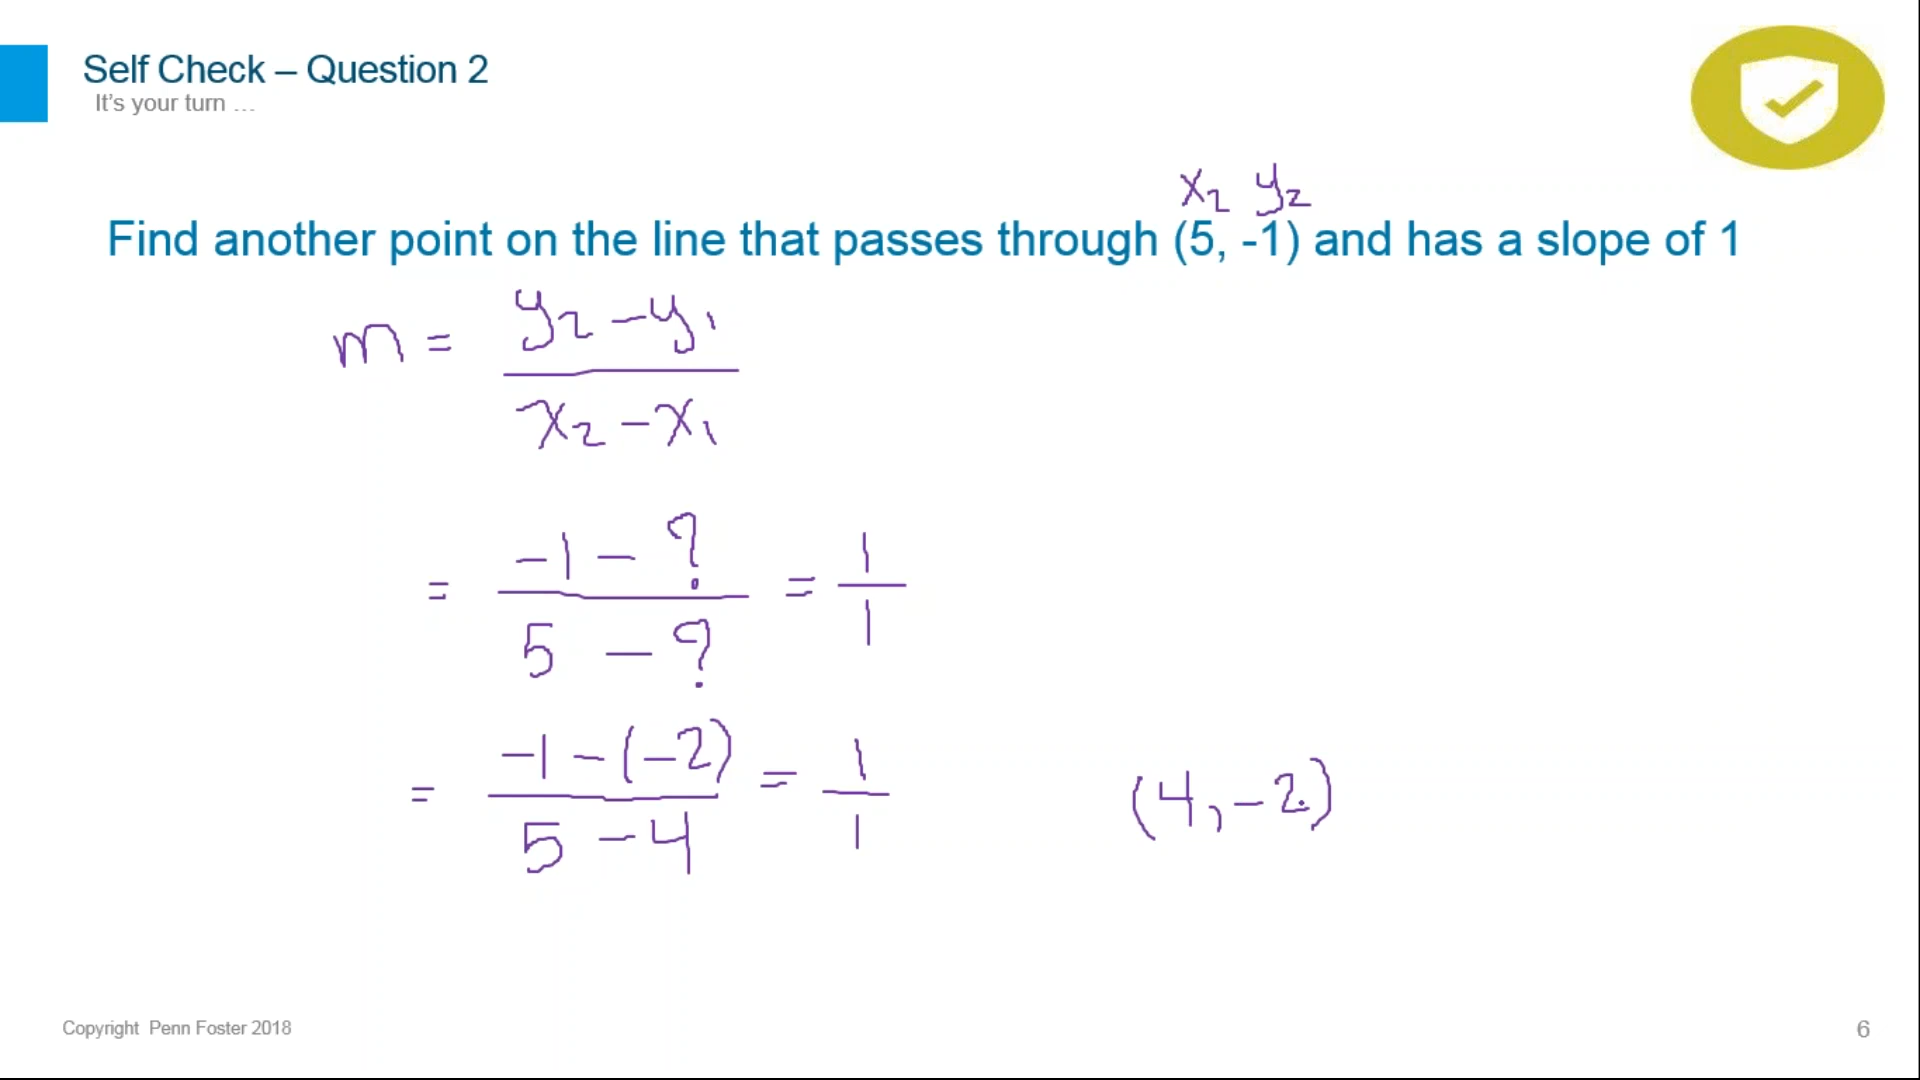 Self Check – Question 2
It's your turn ...
x₂ y₂
Find another point on the line that passes through (5, -1) and has a slope of 1
m = y₂ - y₁ / x₂ - x₁
= -1 - ? / 5 - ? = 1 / 1
= -1 - (-2) / 5 - 4 = 1 / 1
(4, -2)
Copyright Penn Foster 2018
6